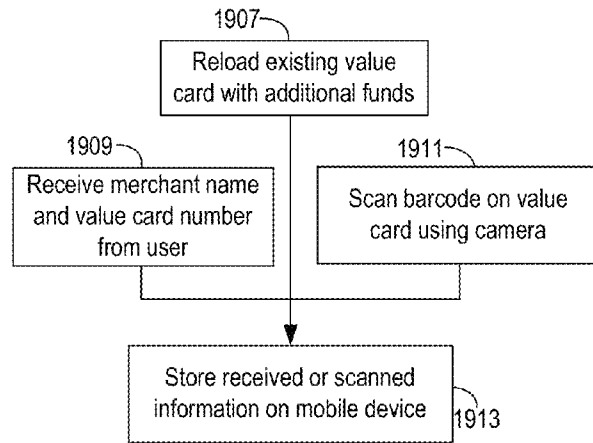 1907
Reload existing value
card with additional funds
1909
Receive merchant name
and value card number
from user
1911
Scan barcode on value
card using camera
Store received or scanned
information on mobile device
1913